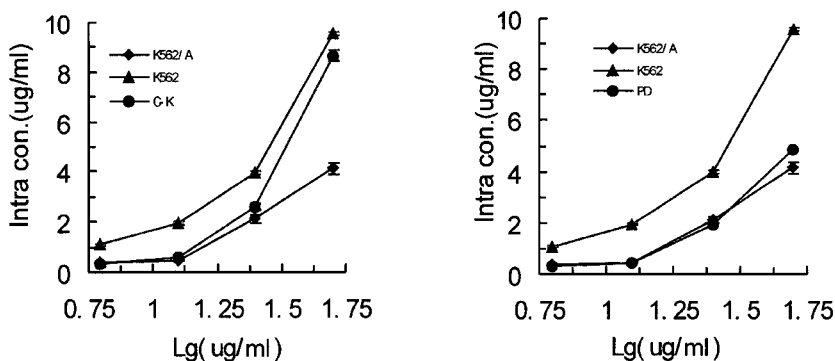 Intra con.(ug/ml)
10
8
6
4
2
0
K562/A
K562
C-K
0.75 1 1.25 1.5 1.75
Lg(ug/ml)
Intra con.(ug/ml)
10
8
6
4
2
0
K562/A
K562
PD
0.75 1 1.25 1.5 1.75
Lg(ug/ml)